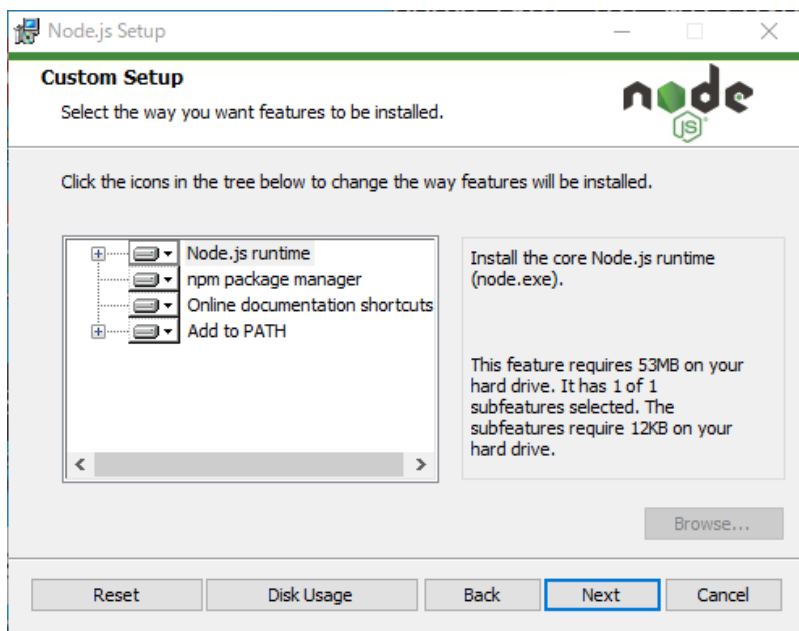 Node.js Setup
Custom Setup
Select the way you want features to be installed.
node
JS
Click the icons in the tree below to change the way features will be installed.
Node.js runtime
npm package manager
Online documentation shortcuts
Add to PATH
Install the core Node.js runtime
(node.exe).
This feature requires 53MB on your
hard drive. It has 1 of 1
subfeatures selected. The
subfeatures require 12KB on your
hard drive.
Browse...
Reset
Disk Usage
Back
Next
Cancel